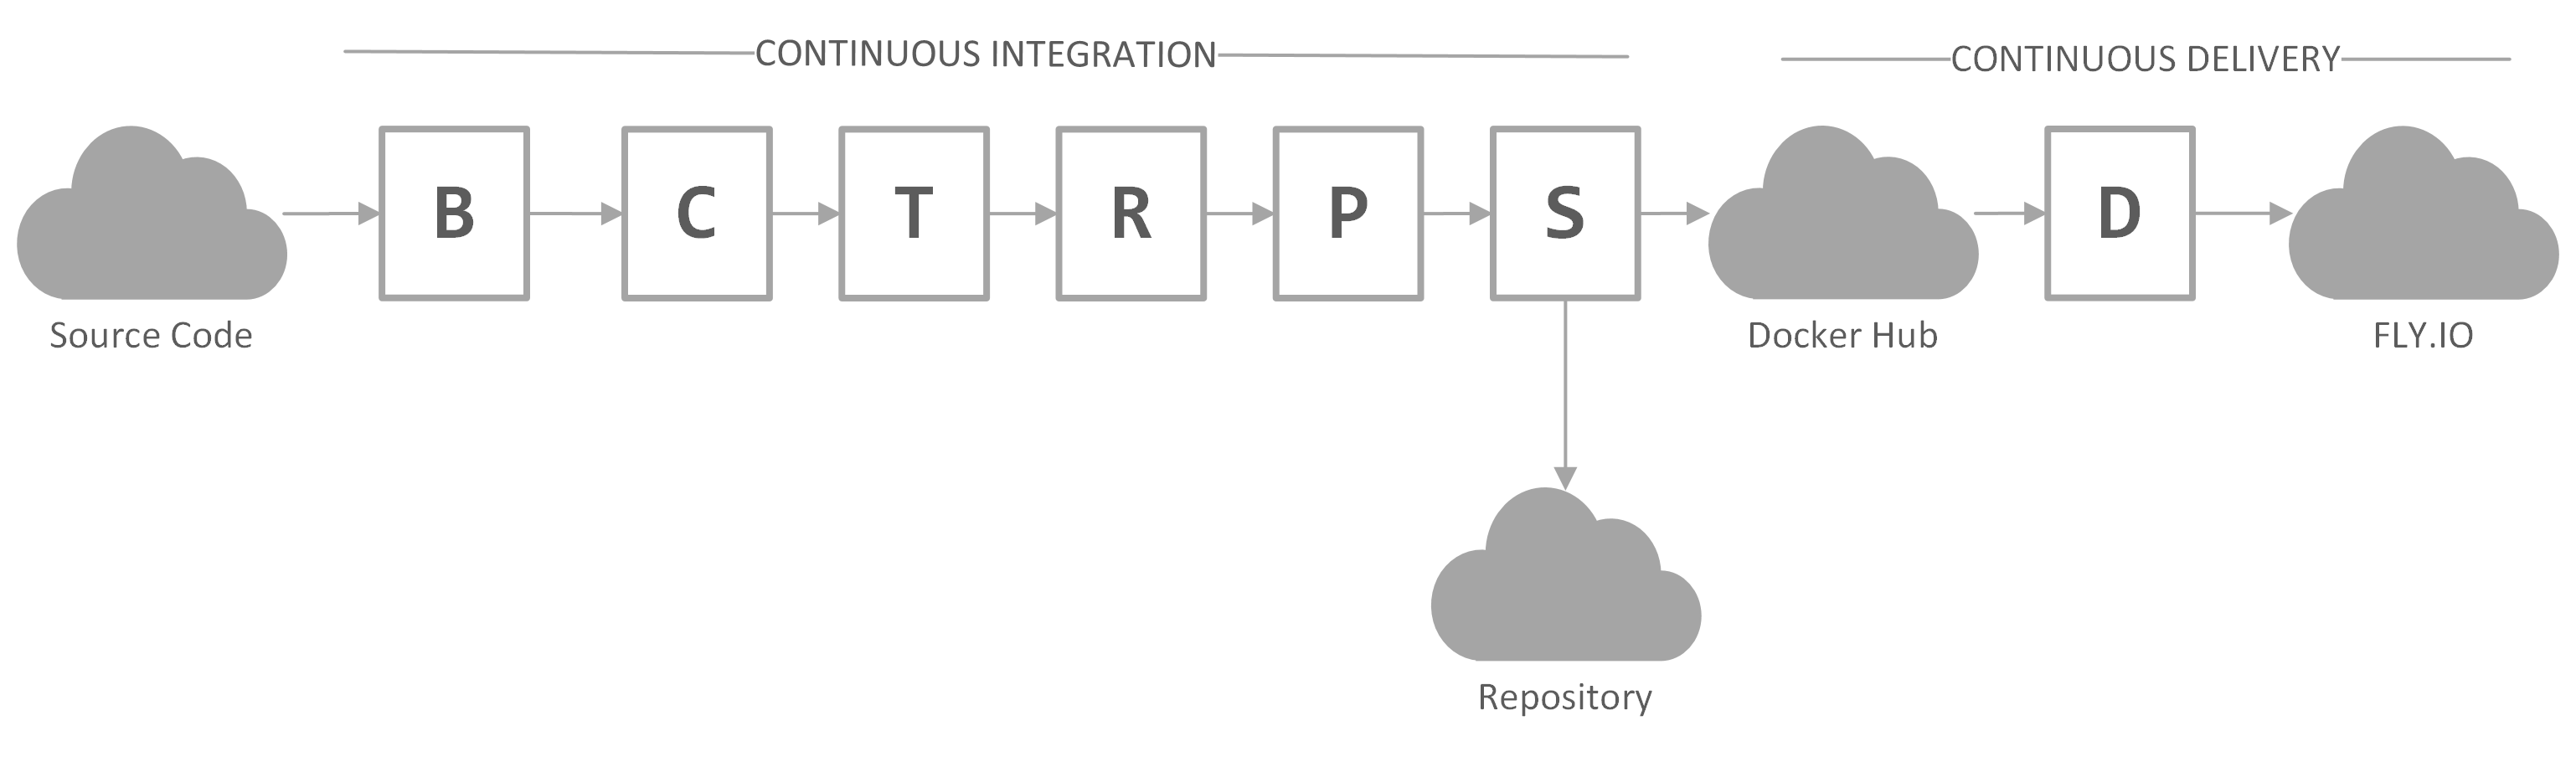 CONTINUOUS INTEGRATION
CONTINUOUS DELIVERY
B
C
T
R
P
S
D
Source Code
Docker Hub
FLY.IO
Repository